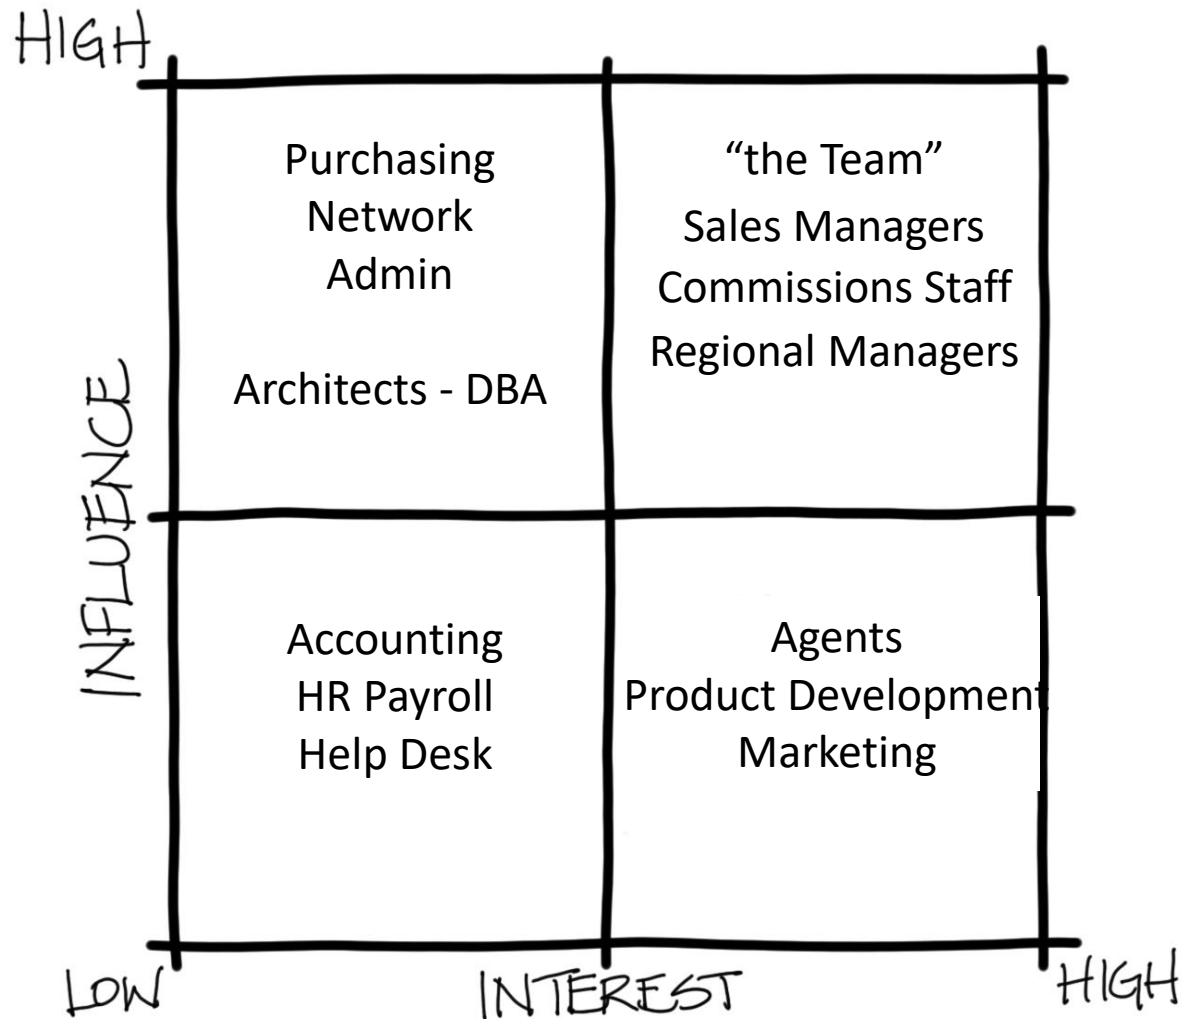 HIGH
Purchasing
Network
Admin
Architects - DBA
“the Team”
Sales Managers
Commissions Staff
Regional Managers
INFLUENCE
Accounting
HR Payroll
Help Desk
Agents
Product Development
Marketing
LOW
INTEREST
HIGH